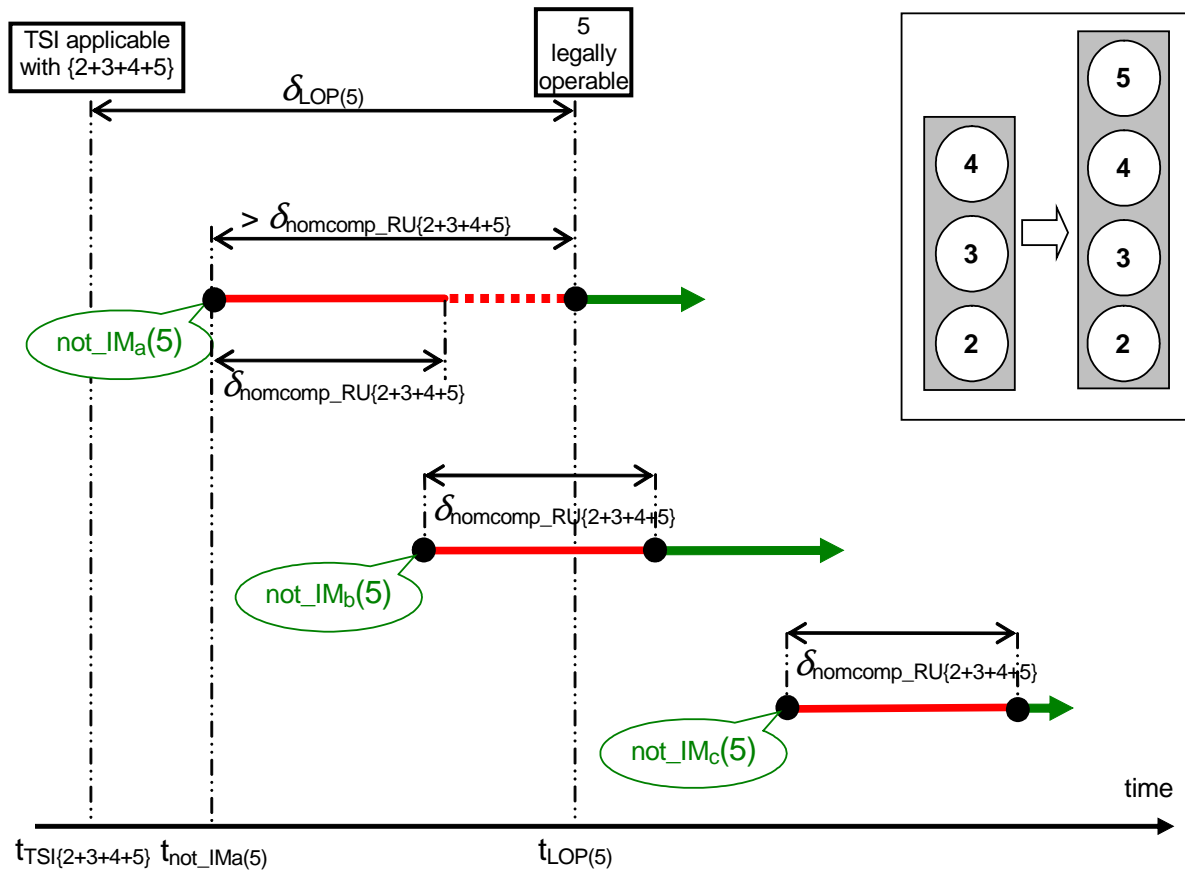 TSI applicable
with {2+3+4+5}
5
legally
operable
δLOP(5)
> δnomcomp_RU{2+3+4+5}
not_IMa(5)
δnomcomp_RU{2+3+4+5}
δnomcomp_RU{2+3+4+5}
not_IMb(5)
δnomcomp_RU{2+3+4+5}
not_IMc(5)
time
tTSI{2+3+4+5}
tnot_IMa(5)
tLOP(5)
4
3
2
5
4
3
2